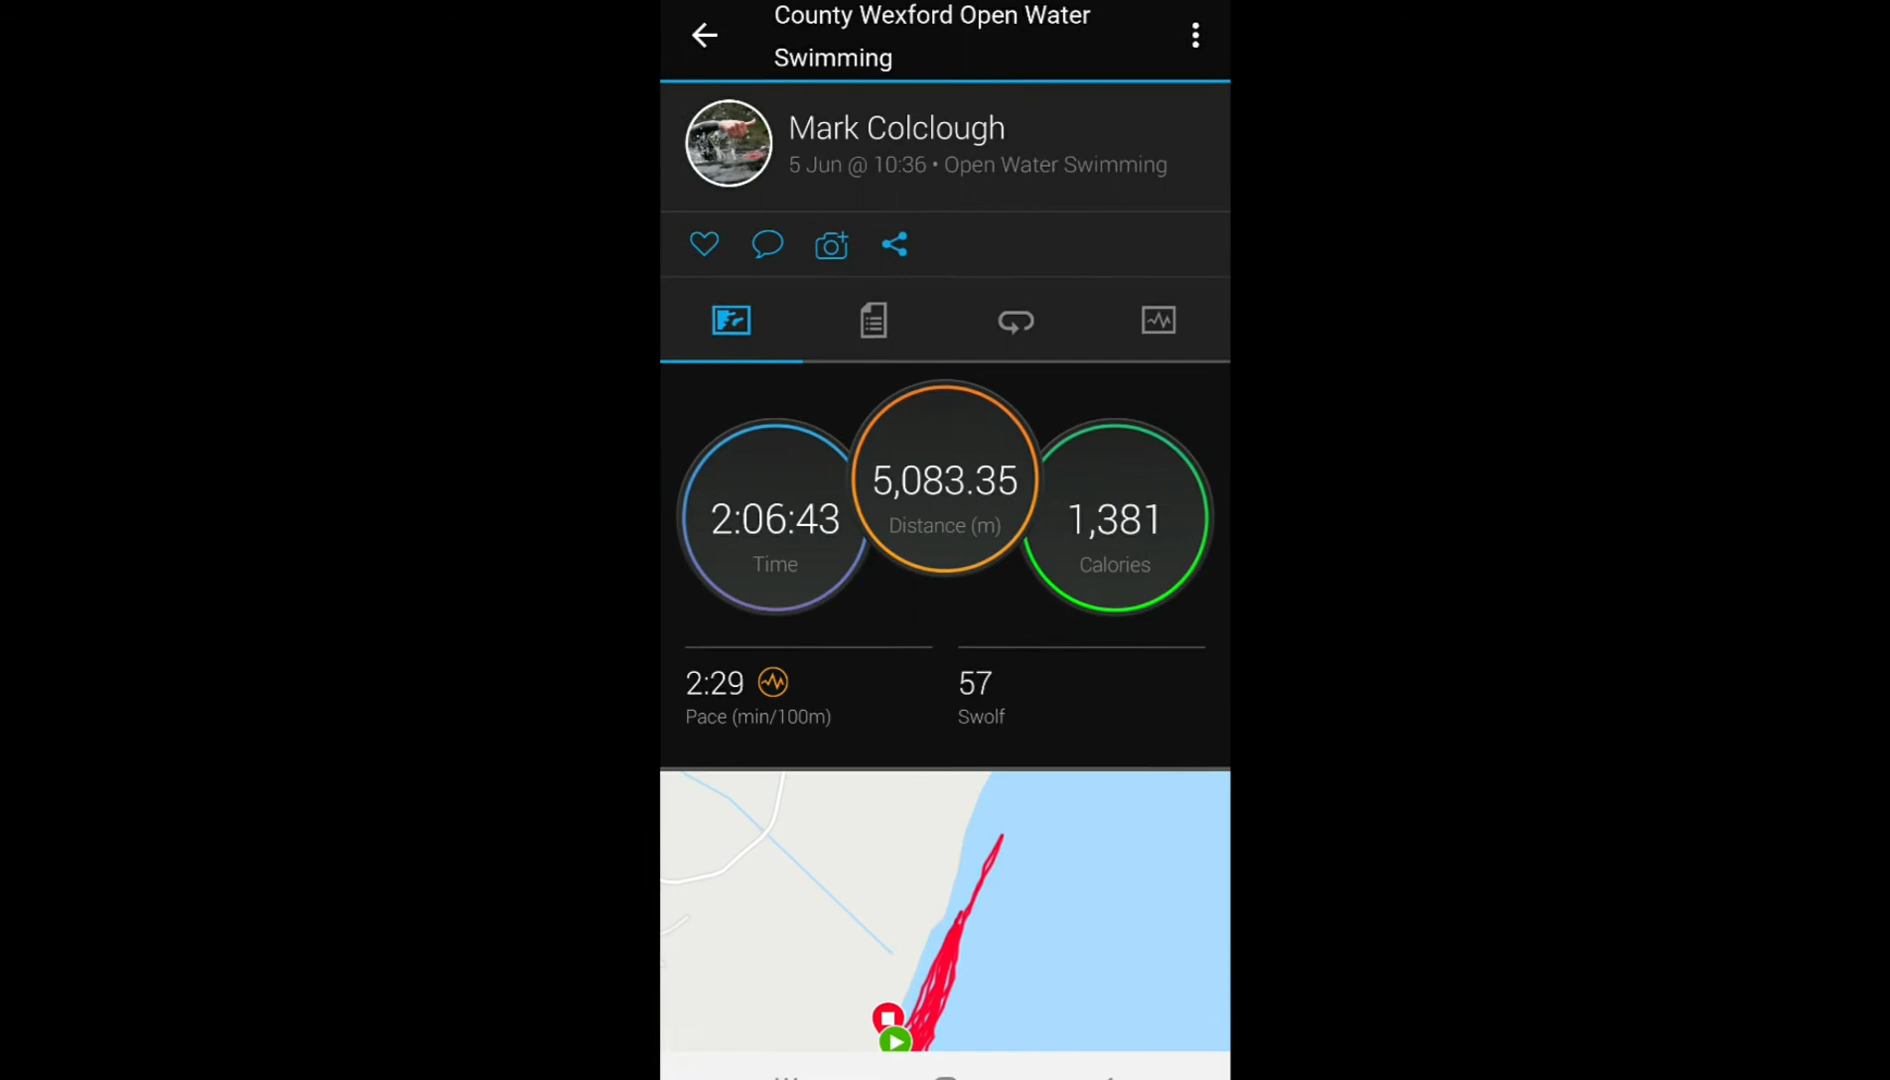 County Wexford Open Water
Swimming
Mark Colclough
5 Jun @ 10:36 • Open Water Swimming
5,083.35
Distance (m)
2:06:43
Time
1,381
Calories
2:29
Pace (min/100m)
57
Swolf